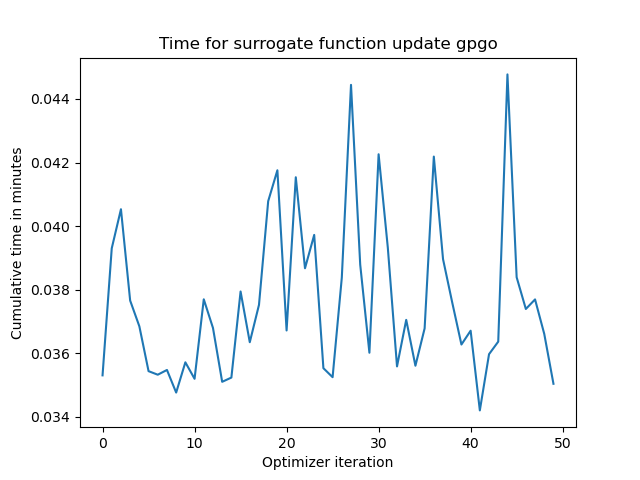 Time for surrogate function update gpgo
Cumulative time in minutes
0.044
0.042
0.040
0.038
0.036
0.034
0 10 20 30 40 50
Optimizer iteration